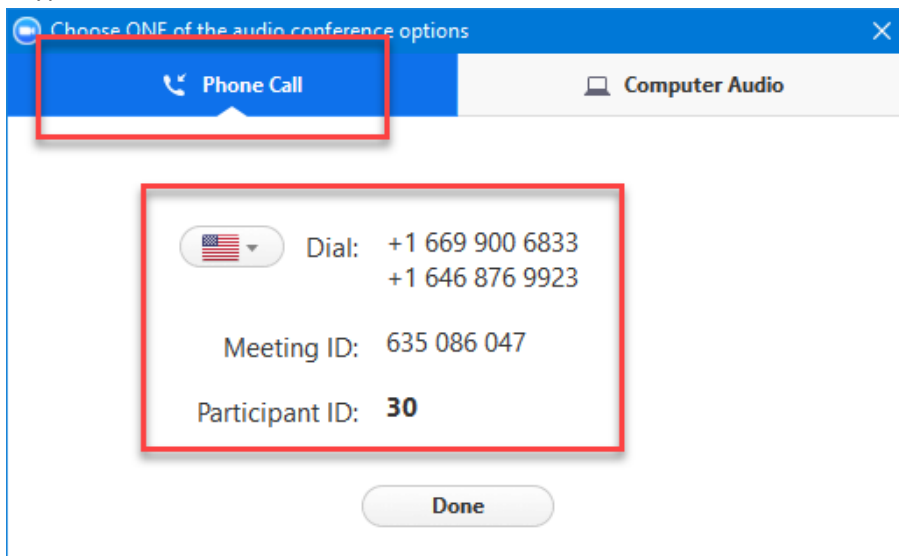 Choose ONE of the audio conference options
Phone Call
Computer Audio
Dial: +1 669 900 6833
+1 646 876 9923
Meeting ID: 635 086 047
Participant ID: 30
Done